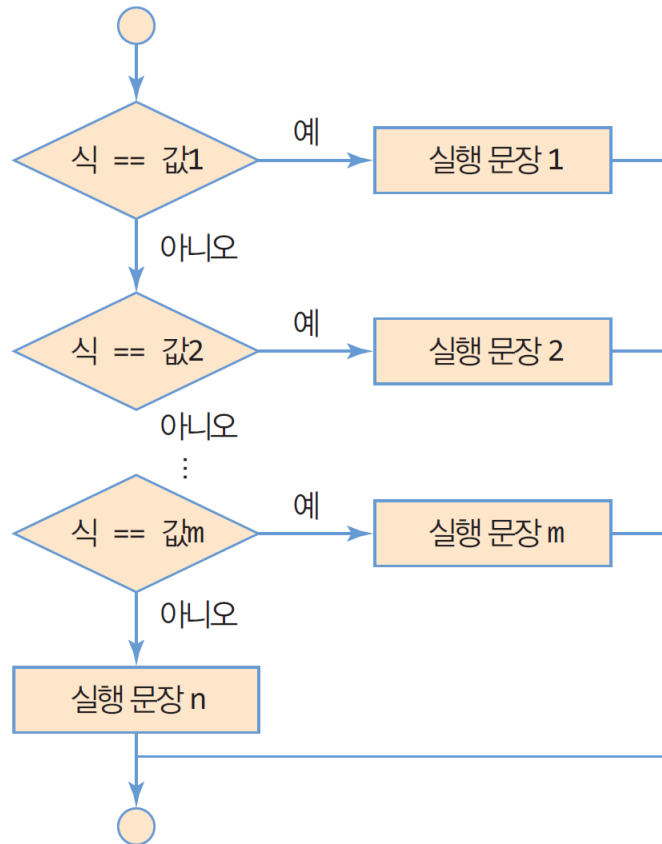 예
식 == 값1
실행 문장 1
아니오
예
식 == 값2
실행 문장 2
아니오
⋮
예
식 == 값m
실행 문장 m
아니오
실행 문장 n